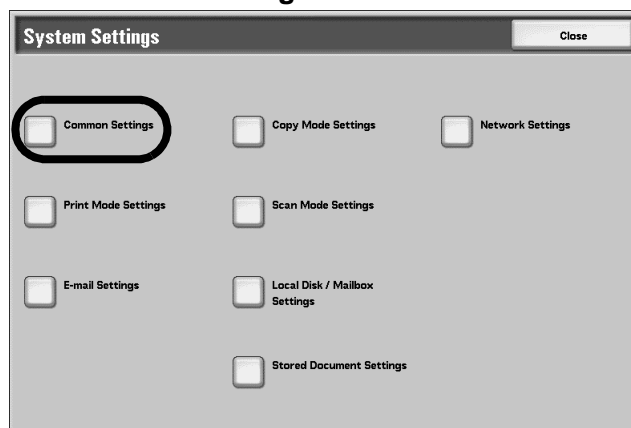 System Settings
Close
Common Settings
Copy Mode Settings
Network Settings
Print Mode Settings
Scan Mode Settings
E-mail Settings
Local Disk / Mailbox
Settings
Stored Document Settings